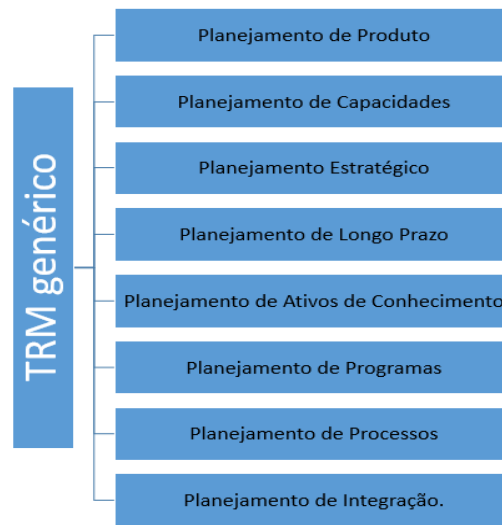 TRM genérico
Planejamento de Produto
Planejamento de Capacidades
Planejamento Estratégico
Planejamento de Longo Prazo
Planejamento de Ativos de Conhecimento
Planejamento de Programas
Planejamento de Processos
Planejamento de Integração.